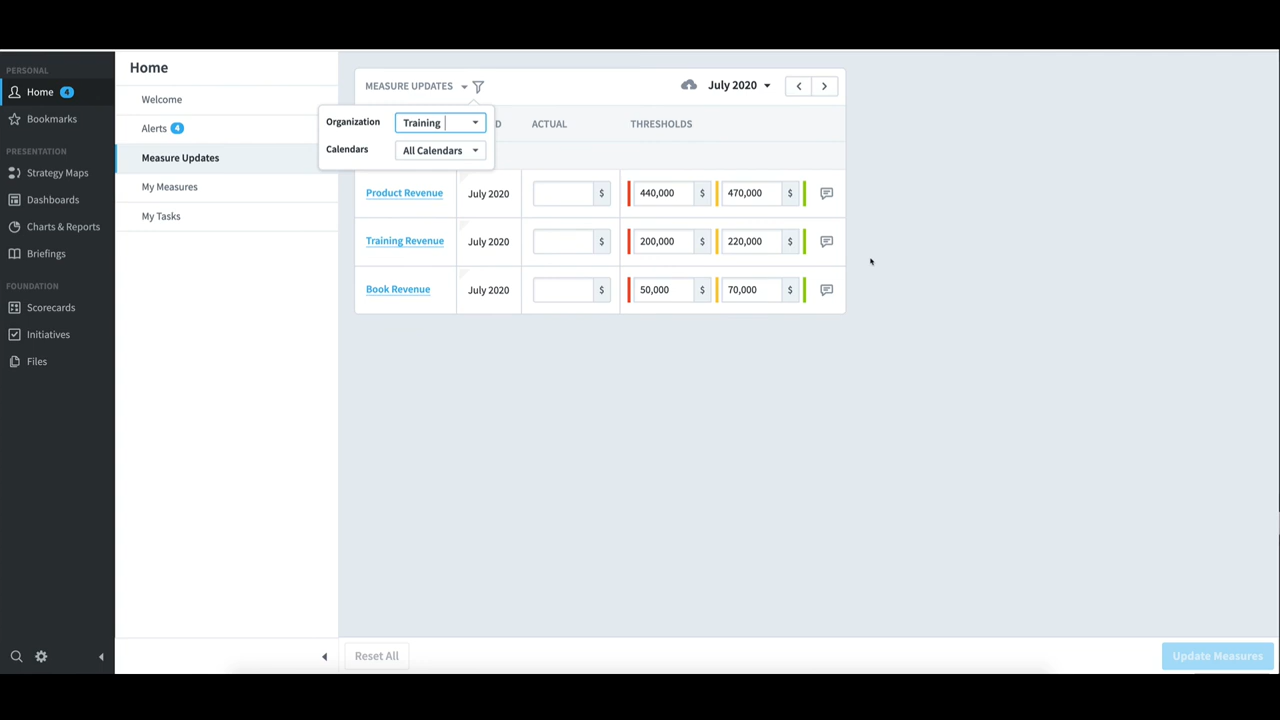 PERSONAL
Home 4
Bookmarks
PRESENTATION
Strategy Maps
Dashboards
Charts & Reports
Briefings
FOUNDATION
Scorecards
Initiatives
Files
Home
Welcome
Alerts 4
Measure Updates
My Measures
My Tasks
MEASURE UPDATES
July 2020
Organization Training
Calendars All Calendars
D ACTUAL THRESHOLDS
Product Revenue July 2020 $ 440,000 $ 470,000 $
Training Revenue July 2020 $ 200,000 $ 220,000 $
Book Revenue July 2020 $ 50,000 $ 70,000 $
Reset All
Update Measures